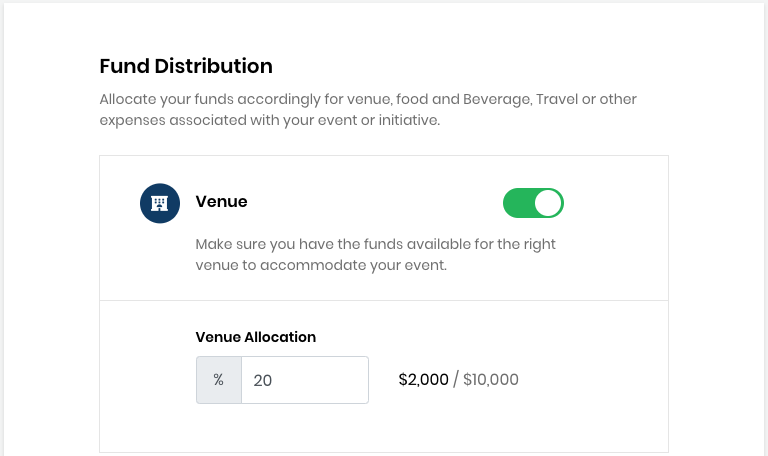 Fund Distribution
Allocate your funds accordingly for venue, food and Beverage, Travel or other
expenses associated with your event or initiative.
Venue
Make sure you have the funds available for the right
venue to accommodate your event.
Venue Allocation
% 20 $2,000 / $10,000